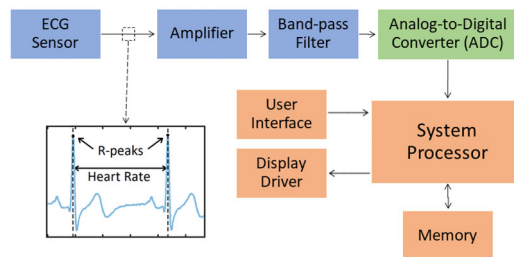 ECG
Sensor
Amplifier
Band-pass
Filter
Analog-to-Digital
Converter (ADC)
R-peaks
Heart Rate
User
Interface
Display
Driver
System
Processor
Memory